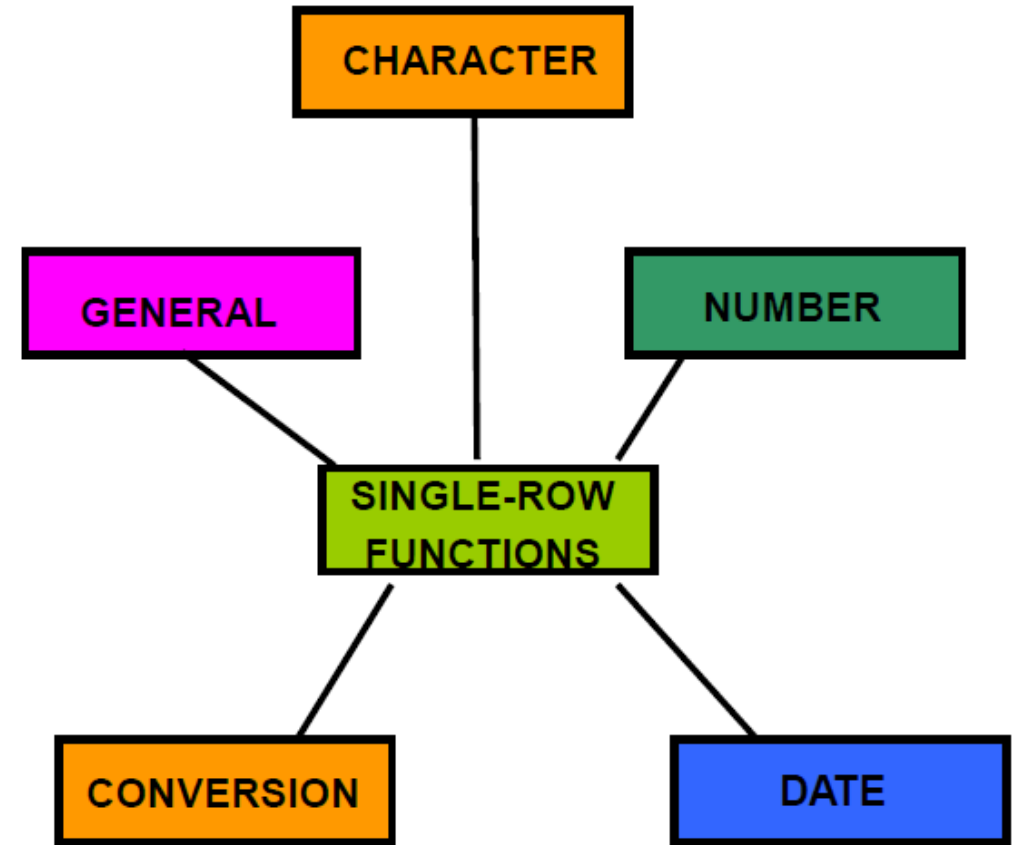 CHARACTER
GENERAL
NUMBER
SINGLE-ROW
FUNCTIONS
CONVERSION
DATE